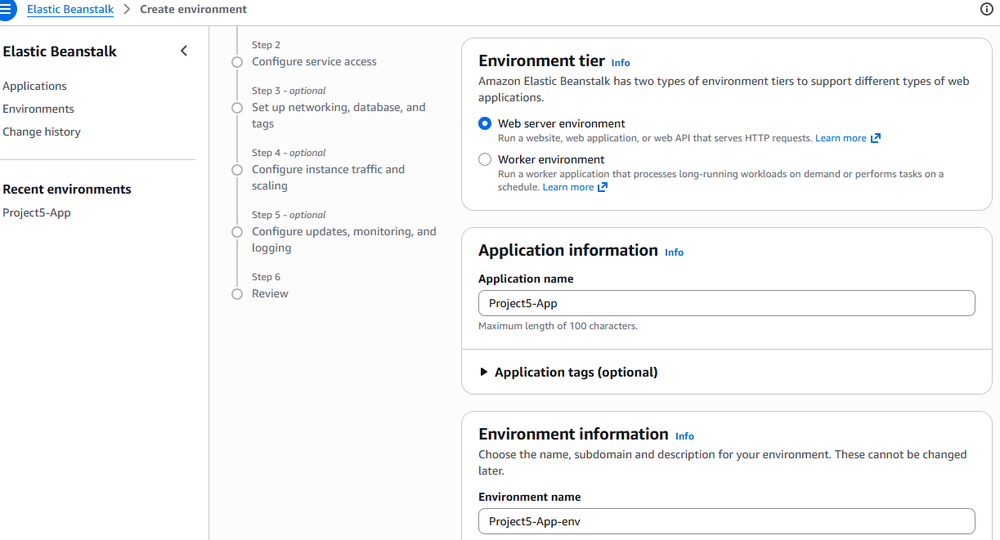 Elastic Beanstalk > Create environment
Elastic Beanstalk
Applications
Environments
Change history
Recent environments
Project5-App
Step 2
Configure service access
Step 3 - optional
Set up networking, database, and
tags
Step 4 - optional
Configure instance traffic and
scaling
Step 5 - optional
Configure updates, monitoring, and
logging
Step 6
Review
Environment tier Info
Amazon Elastic Beanstalk has two types of environment tiers to support different types of web
applications.
Web server environment
Run a website, web application, or web API that serves HTTP requests. Learn more
Worker environment
Run a worker application that processes long-running workloads on demand or performs tasks on a
schedule. Learn more
Application information Info
Application name
Project5-App
Maximum length of 100 characters.
Application tags (optional)
Environment information Info
Choose the name, subdomain and description for your environment. These cannot be changed
later.
Environment name
Project5-App-env